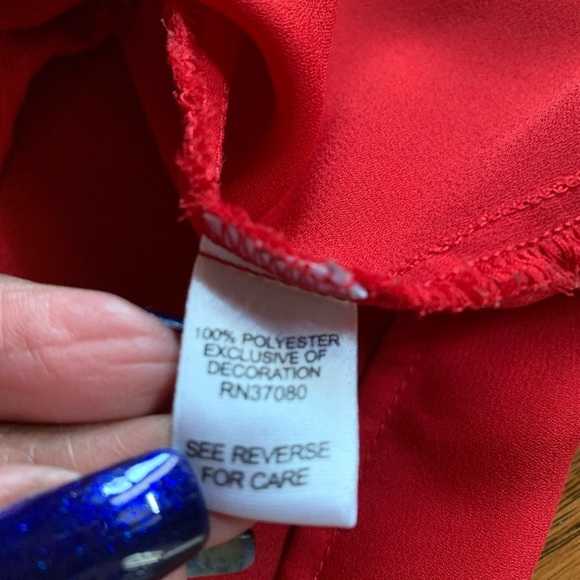 100% POLYESTER
EXCLUSIVE OF
DECORATION
RN37080
SEE REVERSE
FOR CARE